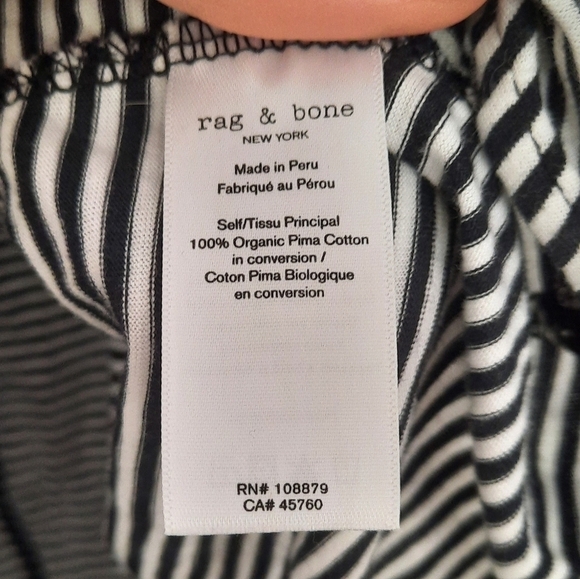 rag & bone
NEW YORK
Made in Peru
Fabriqué au Pérou
Self/Tissu Principal
100% Organic Pima Cotton
in conversion /
Coton Pima Biologique
en conversion
RN# 108879
CA# 45760